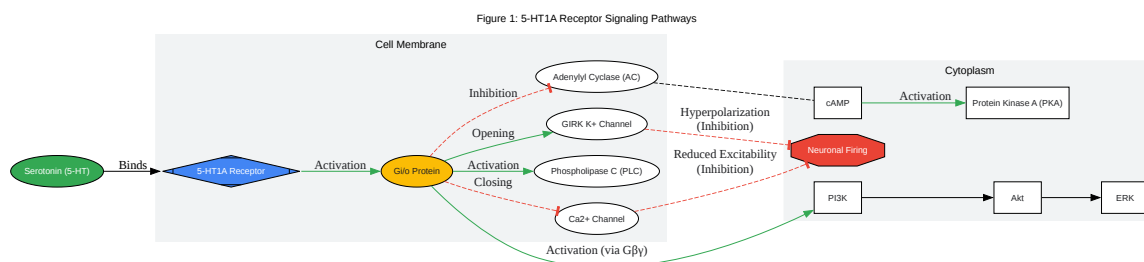 Figure 1: 5-HT1A Receptor Signaling Pathways
Cell Membrane
Cytoplasm
Serotonin (5-HT)
Binds
5-HT1A Receptor
Activation
Gi/o Protein
Inhibition
Adenylyl Cyclase (AC)
Opening
GIRK K+ Channel
Activation
Phospholipase C (PLC)
Closing
Ca2+ Channel
Activation (via Gβγ)
Hyperpolarization
(Inhibition)
Reduced Excitability
(Inhibition)
cAMP
Activation
Protein Kinase A (PKA)
Neuronal Firing
PI3K
Akt
ERK